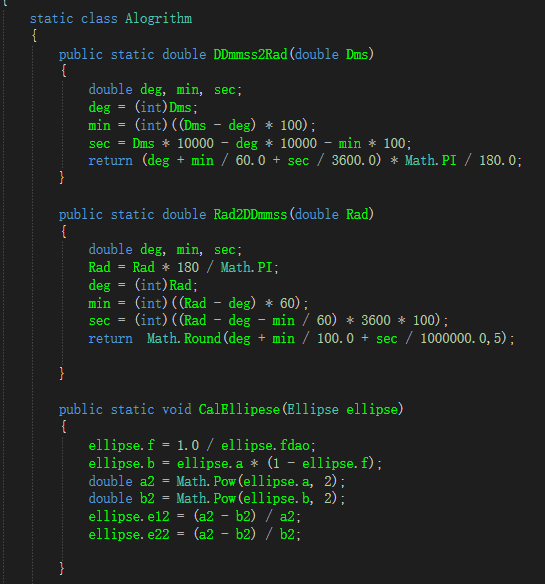 {
static class Alogrithm
{
public static double DDmmss2Rad(double Dms)
{
double deg, min, sec;
deg = (int)Dms;
min = (int)((Dms - deg) * 100);
sec = Dms * 10000 - deg * 10000 - min * 100;
return (deg + min / 60.0 + sec / 3600.0) * Math.PI / 180.0;
}
public static double Rad2DDmmss(double Rad)
{
double deg, min, sec;
Rad = Rad * 180 / Math.PI;
deg = (int)Rad;
min = (int)((Rad - deg) * 60);
sec = (int)((Rad - deg - min / 60) * 3600 * 100);
return  Math.Round(deg + min / 100.0 + sec / 1000000.0,5);
}
public static void CalEllipese(Ellipse ellipse)
{
ellipse.f = 1.0 / ellipse.fdao;
ellipse.b = ellipse.a * (1 - ellipse.f);
double a2 = Math.Pow(ellipse.a, 2);
double b2 = Math.Pow(ellipse.b, 2);
ellipse.e12 = (a2 - b2) / a2;
ellipse.e22 = (a2 - b2) / b2;
}